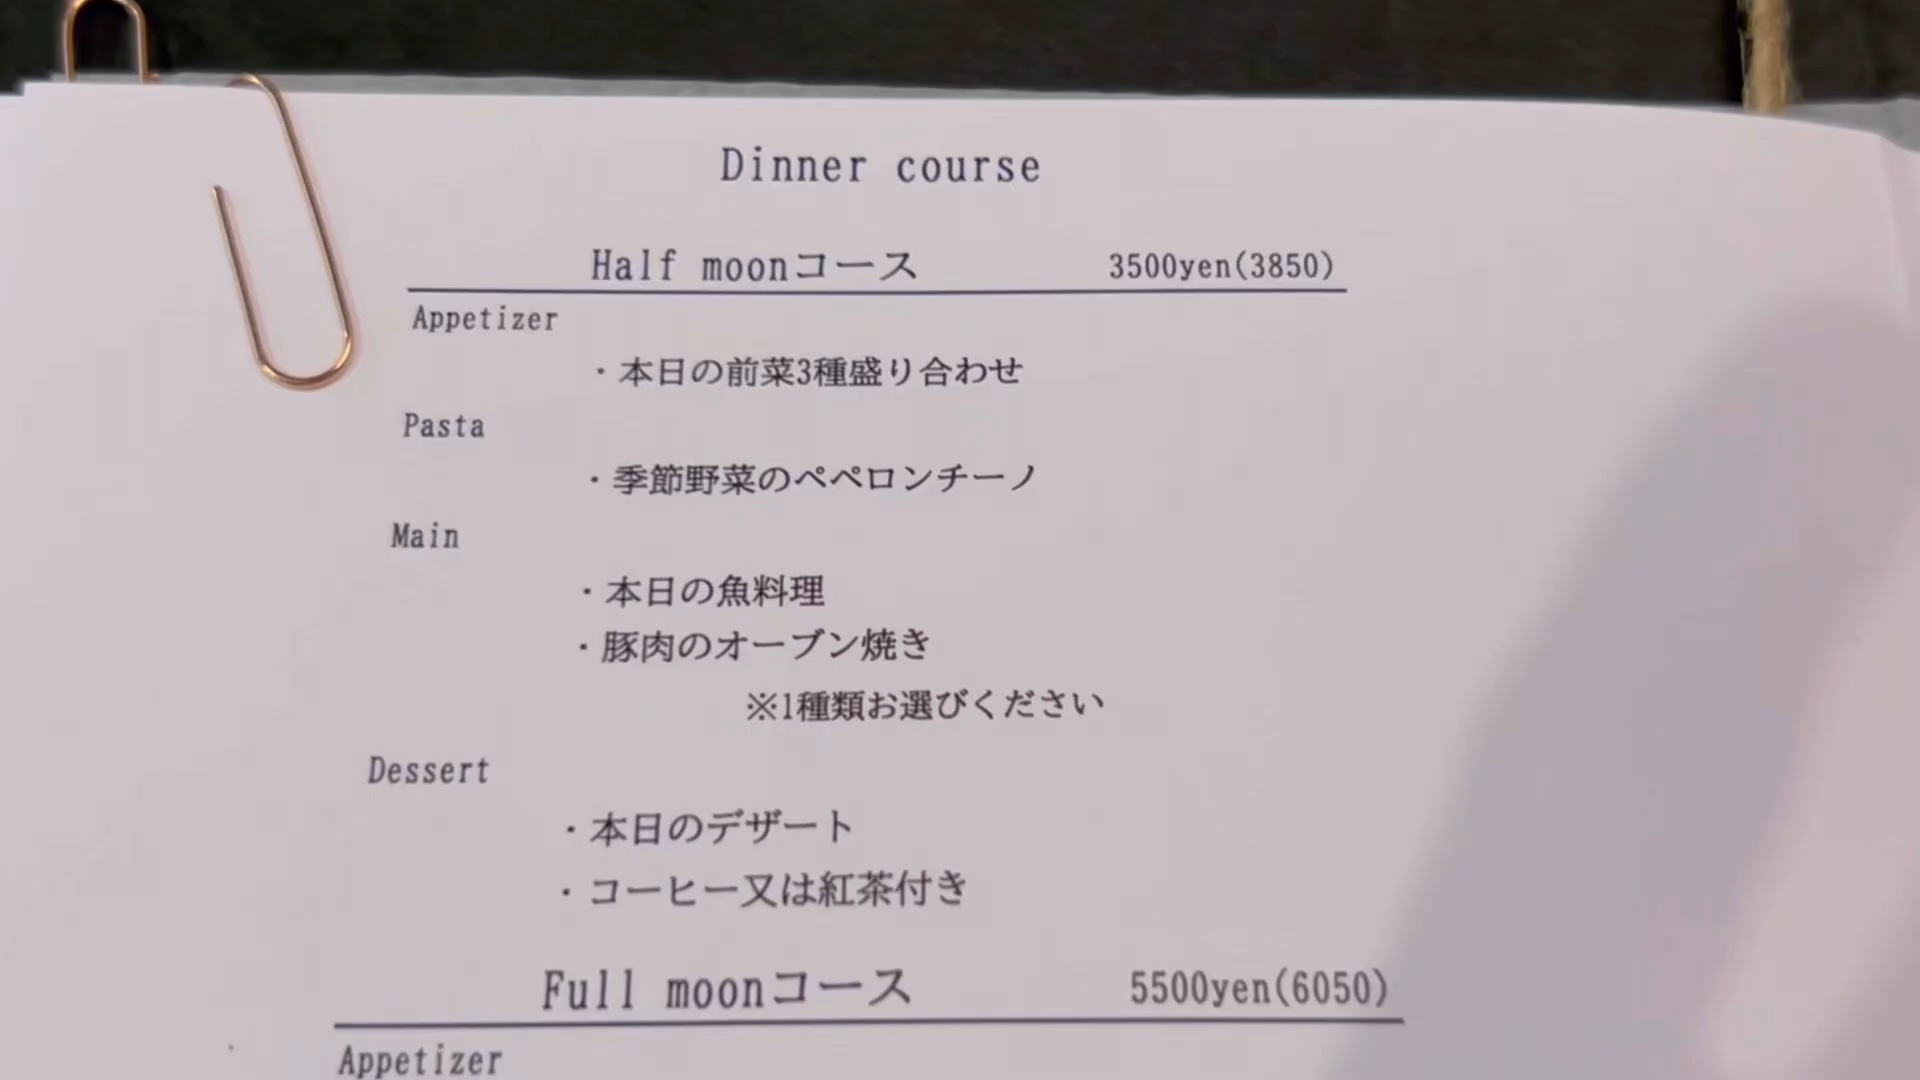 Dinner course
Half moonコース 3500yen(3850)
Appetizer
・本日の前菜3種盛り合わせ
Pasta
・季節野菜のペペロンチーノ
Main
・本日の魚料理
・豚肉のオーブン焼き
※1種類お選びください
Dessert
・本日のデザート
・コーヒー又は紅茶付き
Full moonコース 5500yen(6050)
Appetizer